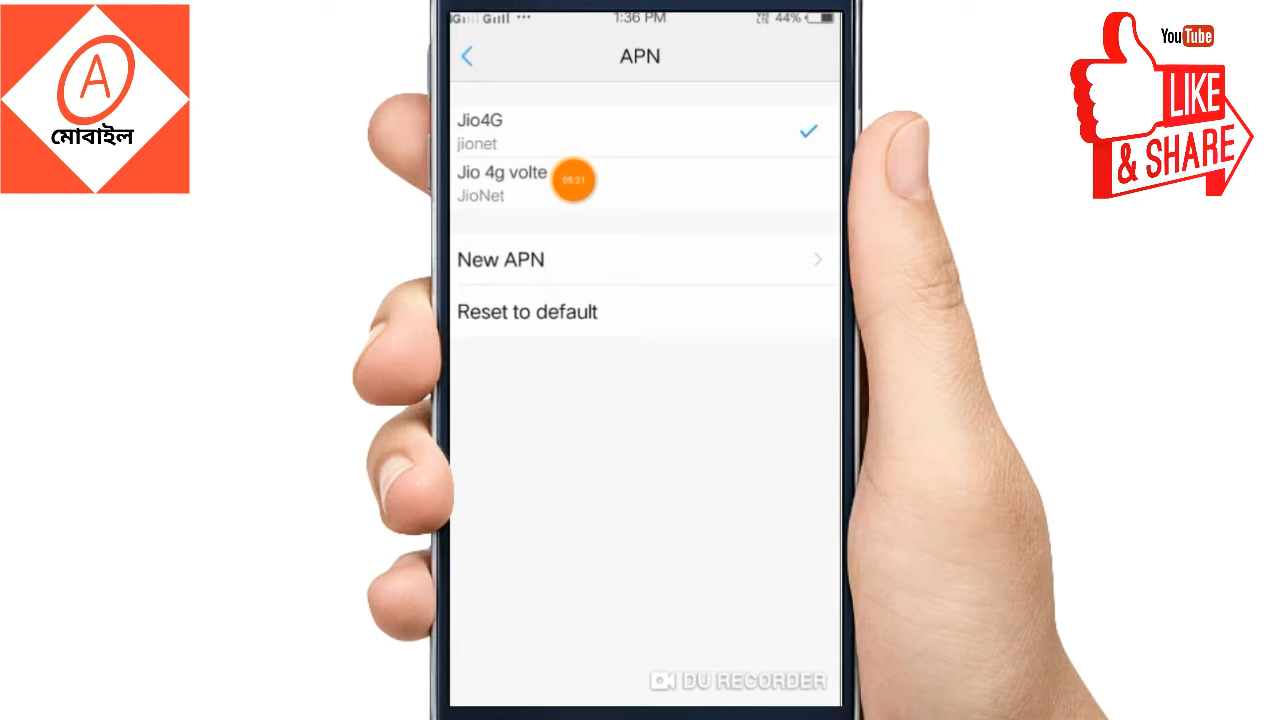 A
মোবাইল
4G G ... 1:36 PM 44%
APN
Jio4G
jionet
Jio 4g volte
JioNet
05:21
New APN
Reset to default
DU RECORDER
YouTube
LIKE
& SHARE